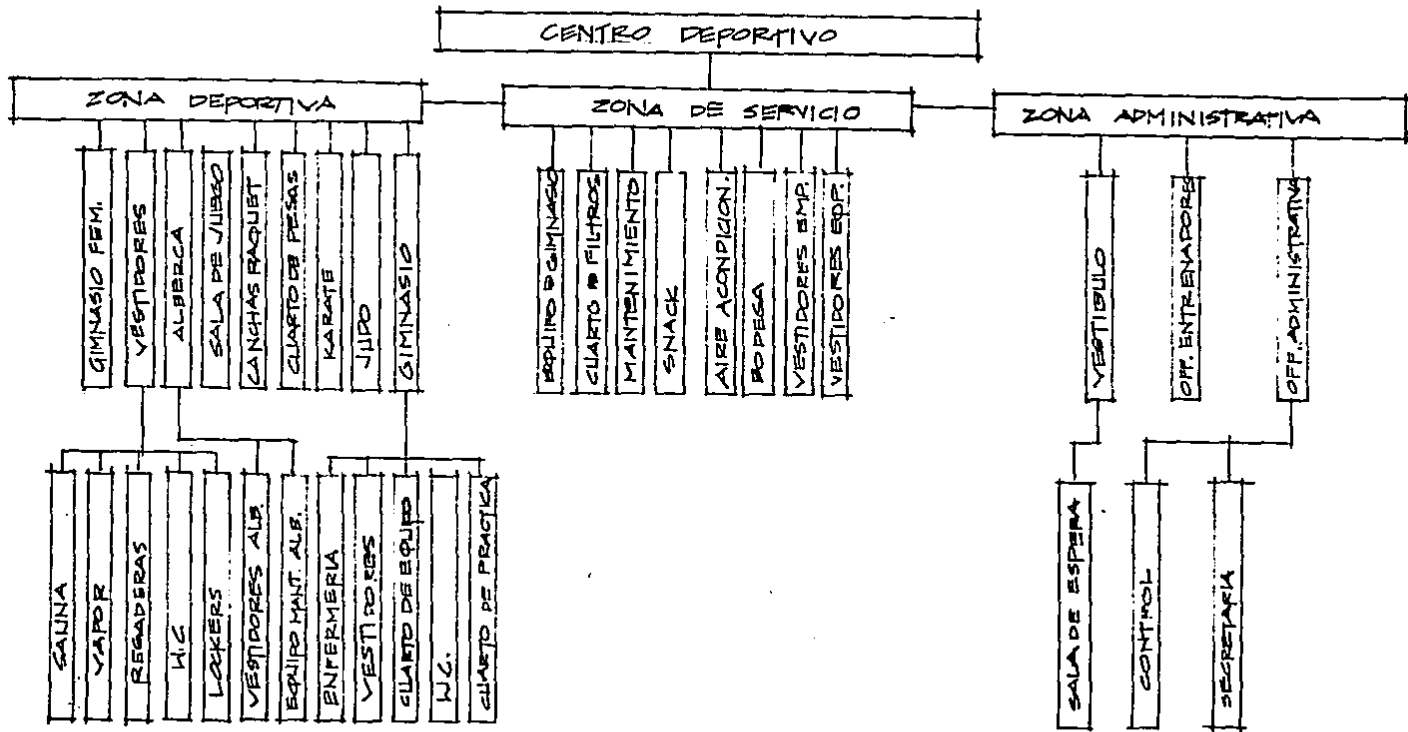 CENTRO DEPORTIVO
ZONA DEPORTIVA
ZONA DE SERVICIO
ZONA ADMINISTRATIVA
GIMNASIO FEM.
VESTIDORES
ALBERCA
SALA DE JUEGO
CANCHAS RAQUET
CUARTO DE PESAS
KARATE
JUDO
GIMNASIO
EQUIPO D GIMNASIO
CUARTO D FILTROS
MANTENIMIENTO
SNACK
AIRE ACONDICION.
BODEGA
VESTIDORES EMP.
VESTIDORES EQP.
VESTIBULO
OFF. ENTRENADORES
OFF. ADMINISTRATIVA
SAUNA
VAPOR
REGADERAS
W.C.
LOCKERS
VESTIDORES ALB.
EQUIPO MANT. ALB.
ENFERMERIA
VESTIDORES
CUARTO DE EQUIPO
W.C.
CUARTO DE PRACTICA
SALA DE ESPERA
CONTROL
SECRETARIA